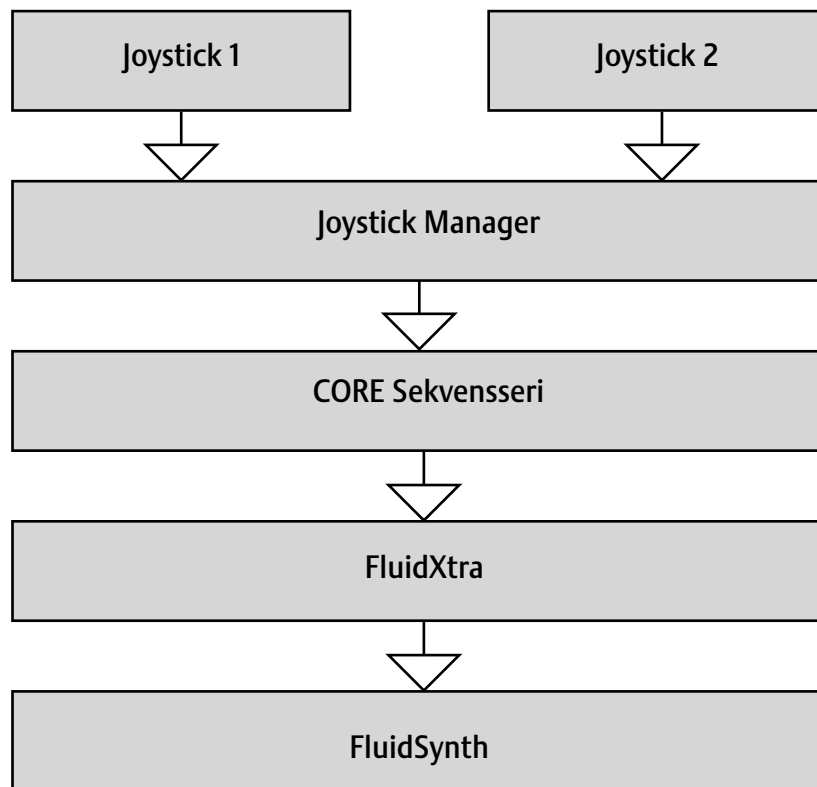 Joystick 1
Joystick 2
Joystick Manager
CORE Sekvensseri
FluidXtra
FluidSynth